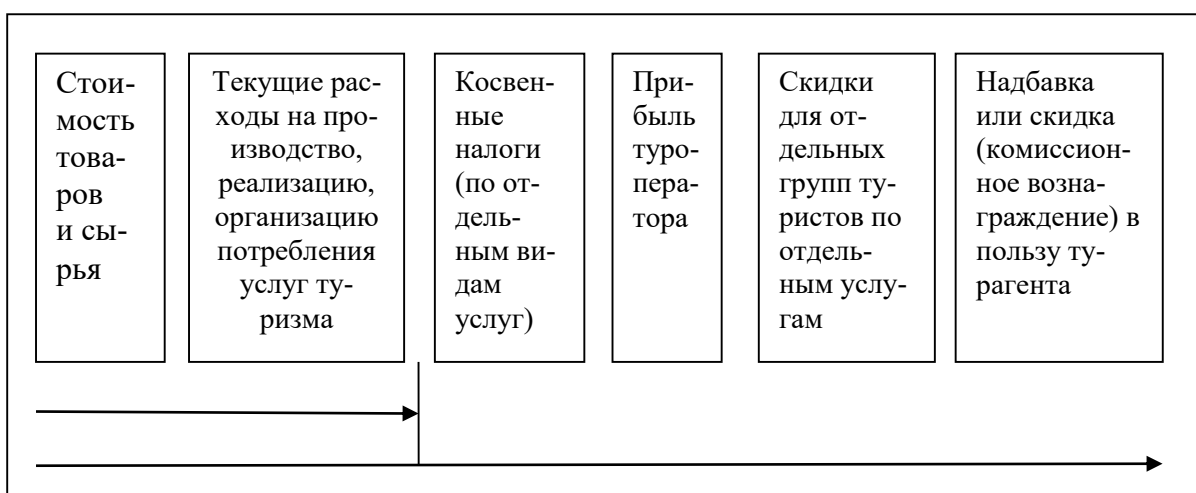 Стои-
мость
това-
ров
и сы-
рья
Текущие рас-
ходы на про-
изводство,
реализацию,
организацию
потребления
услуг ту-
ризма
Косвен-
ные
налоги
(по от-
дель-
ным ви-
дам
услуг)
При-
быль
туро-
пера-
тора
Скидки
для от-
дельных
групп ту-
ристов по
отдель-
ным услу-
гам
Надбавка
или скидка
(комиссион-
ное возна-
граждение) в
пользу ту-
рагента